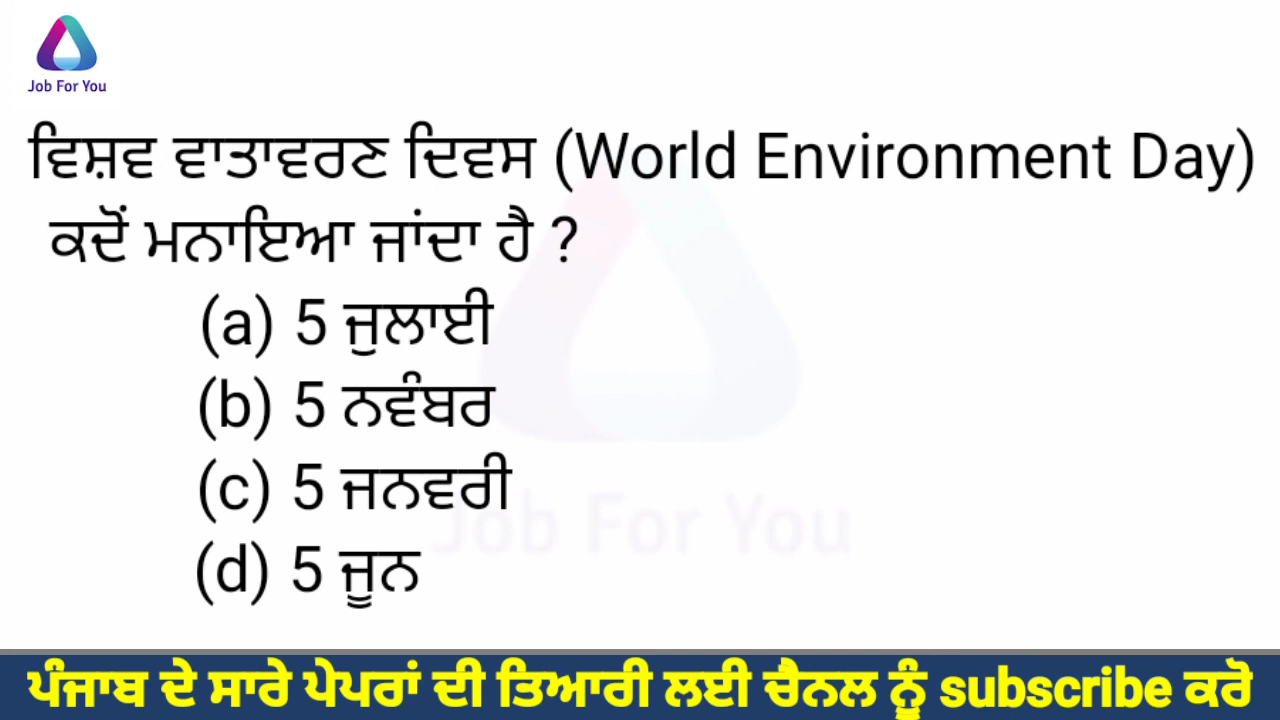 Job For You
ਵਿਸ਼ਵ ਵਾਤਾਵਰਣ ਦਿਵਸ (World Environment Day)
ਕਦੋਂ ਮਨਾਇਆ ਜਾਂਦਾ ਹੈ ?
(a) 5 ਜੁਲਾਈ
(b) 5 ਨਵੰਬਰ
(c) 5 ਜਨਵਰੀ
Job For You
(d) 5 ਜੂਨ
ਪੰਜਾਬ ਦੇ ਸਾਰੇ ਪੇਪਰਾਂ ਦੀ ਤਿਆਰੀ ਲਈ ਚੈਨਲ ਨੂੰ subscribe ਕਰੋ